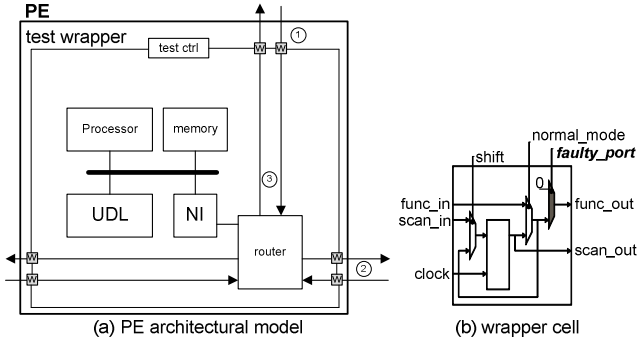 PE
test wrapper
test ctrl
W
W
1
Processor
memory
3
UDL
NI
router
W
W
2
W
W
(a) PE architectural model
normal_mode
shift
faulty_port
0
func_in
func_out
scan_in
scan_out
clock
(b) wrapper cell